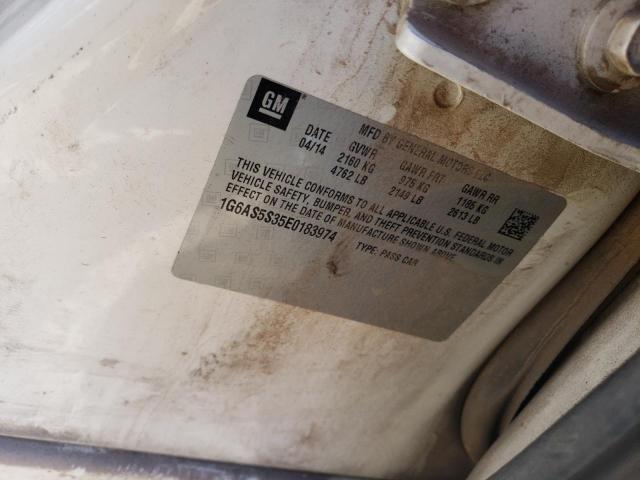 GM
MFD BY GENERAL MOTORS LLC
DATE GVWR GAWR FRT GAWR RR
04/14 2160 KG 975 KG 1185 KG
4762 LB 2149 LB 2613 LB
THIS VEHICLE CONFORMS TO ALL APPLICABLE U.S. FEDERAL MOTOR
VEHICLE SAFETY, BUMPER, AND THEFT PREVENTION STANDARDS IN
EFFECT ON THE DATE OF MANUFACTURE SHOWN ABOVE.
1G6AS5S35E0183974 TYPE: PASS CAR